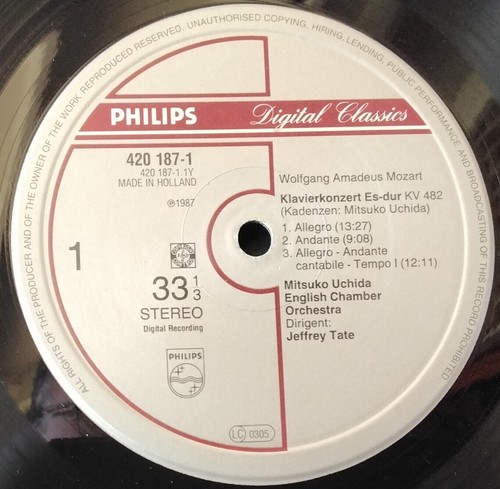 ALL RIGHTS OF THE PRODUCER AND OF THE OWNER OF THE WORK REPRODUCED RESERVED. UNAUTHORISED COPYING, HIRING, LENDING, PUBLIC PERFORMANCE AND BROADCASTING OF THIS RECORD PROHIBITED
PHILIPS Digital Classics
420 187-1
420 187-1.1Y
MADE IN HOLLAND
℗1987
1
33 1/3
STEREO
Digital Recording
PHILIPS
Wolfgang Amadeus Mozart
Klavierkonzert Es-dur KV 482
(Kadenzen: Mitsuko Uchida)
1. Allegro (13:27)
2. Andante (9:08)
3. Allegro - Andante
cantabile - Tempo I (12:11)
Mitsuko Uchida
English Chamber
Orchestra
Dirigent:
Jeffrey Tate
LC 0305